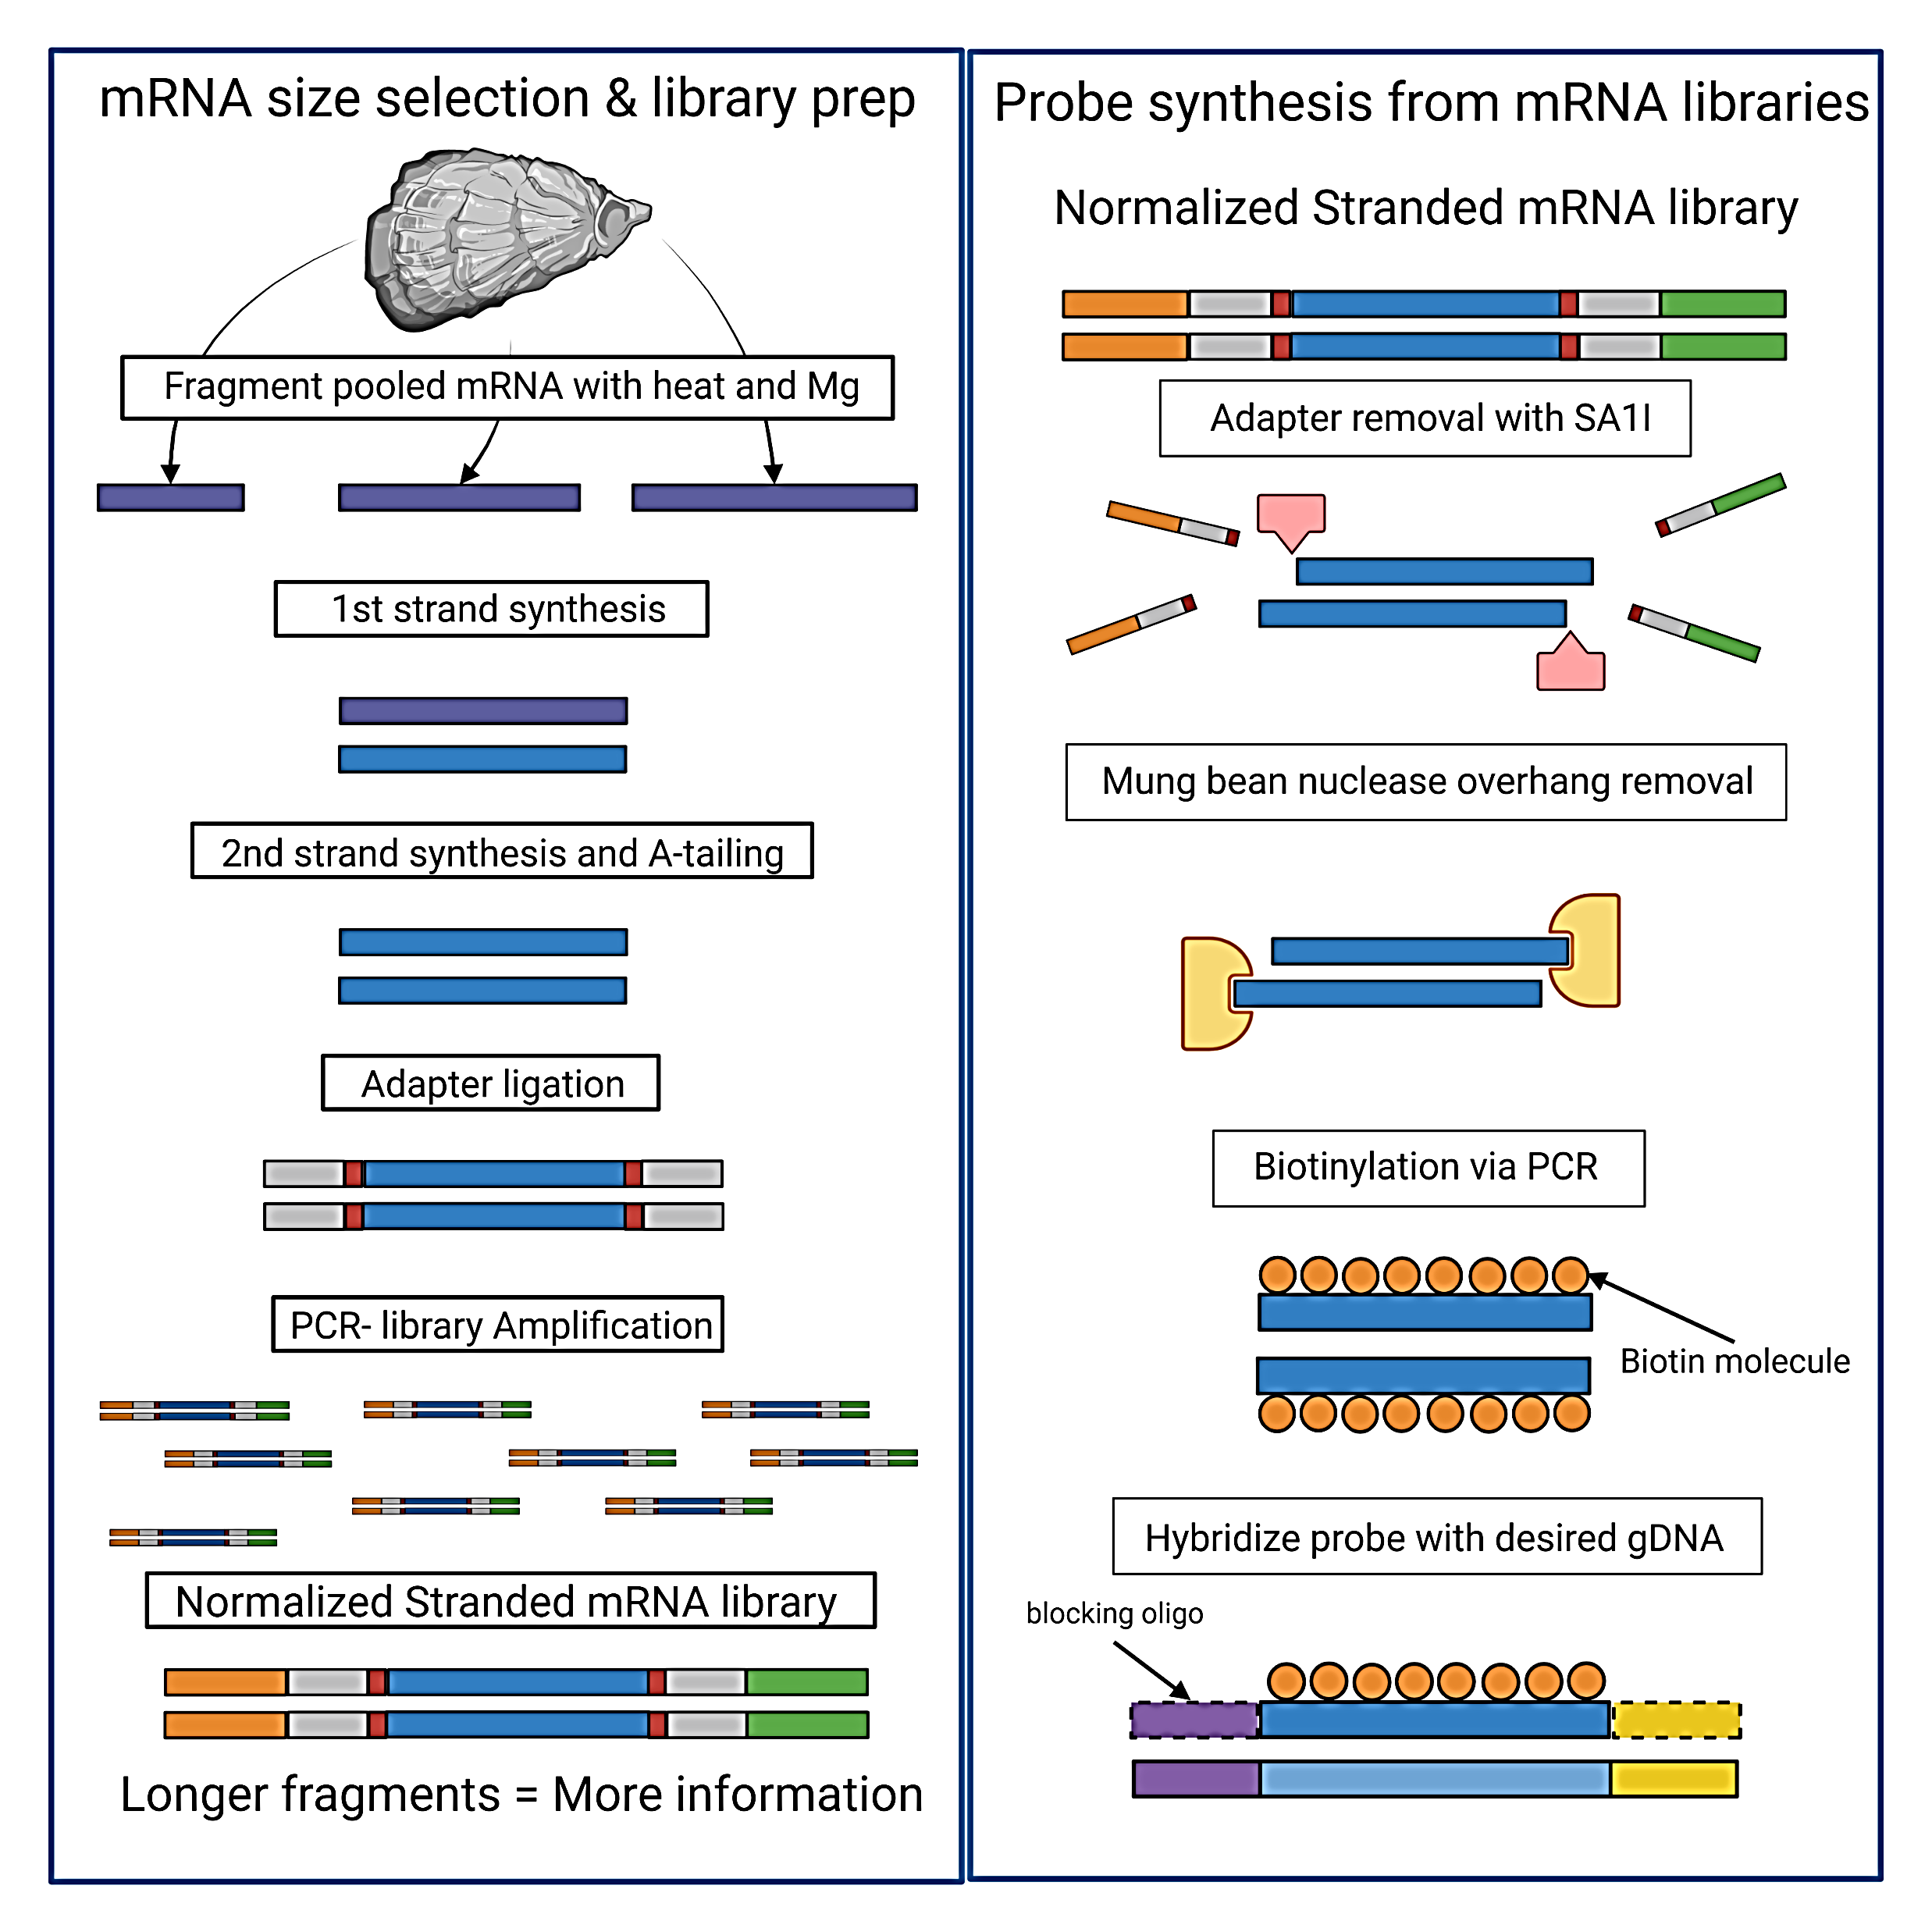 mRNA size selection & library prep
Fragment pooled mRNA with heat and Mg
1st strand synthesis
2nd strand synthesis and A-tailing
Adapter ligation
PCR- library Amplification
Normalized Stranded mRNA library
Longer fragments = More information
Probe synthesis from mRNA libraries
Normalized Stranded mRNA library
Adapter removal with SA1I
Mung bean nuclease overhang removal
Biotinylation via PCR
Biotin molecule
Hybridize probe with desired gDNA
blocking oligo